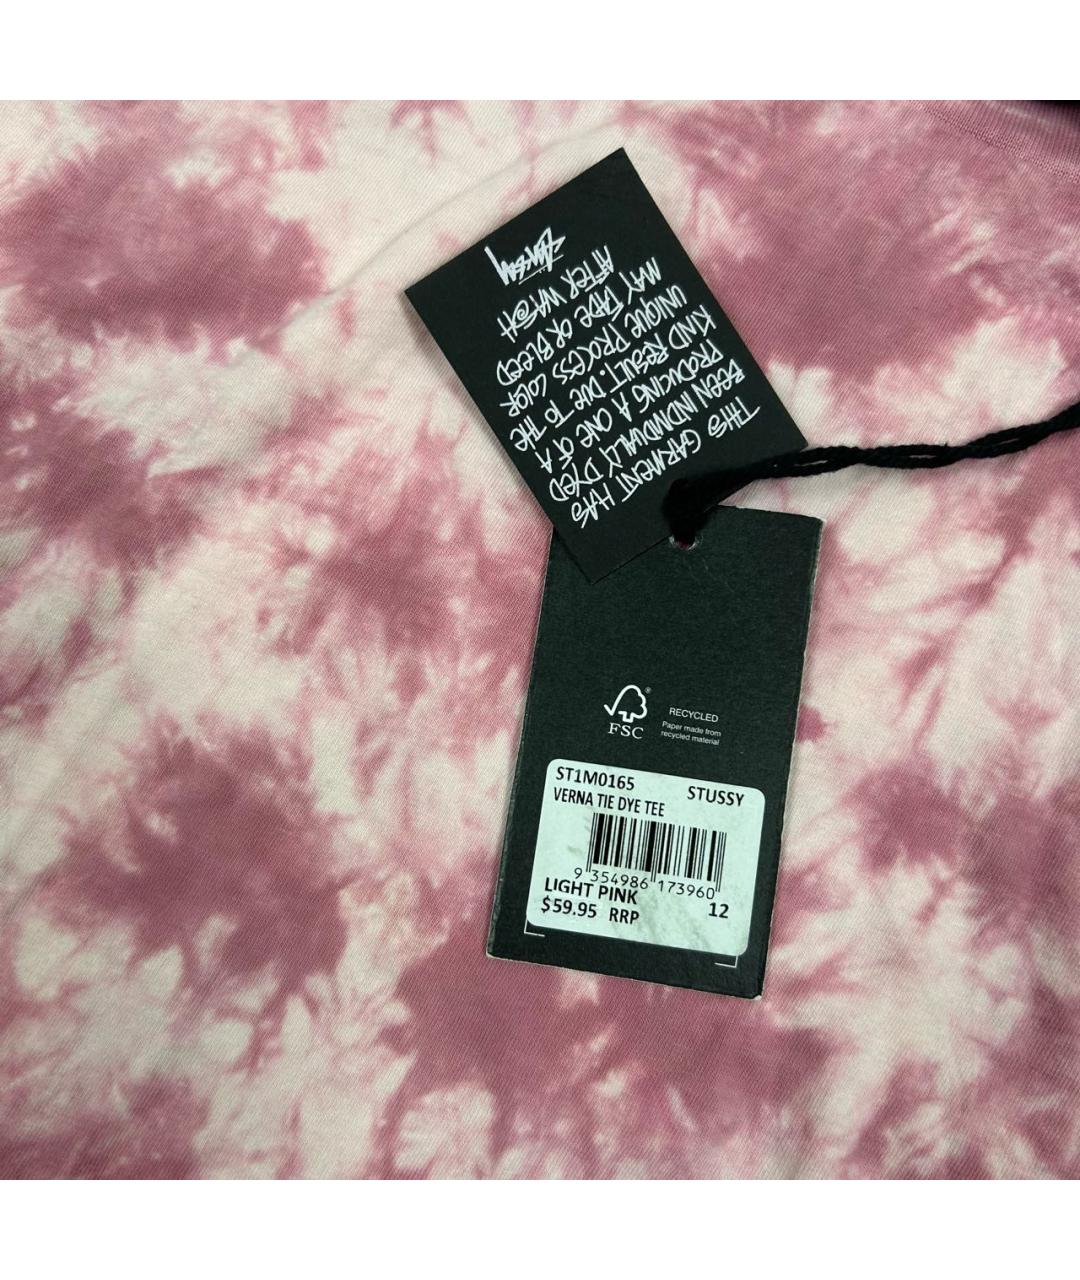 THIS GARMENT HAS
BEEN INDIVIDUALLY DYED
PRODUCING A ONE OF A
KIND RESULT. DUE TO THE
UNIQUE PROCESS COLOR
MAY FADE OR BLEED
AFTER WASH
Stüssy
FSC®
RECYCLED
Paper made from
recycled material
ST1M0165 STUSSY
VERNA TIE DYE TEE
9 354986 173960
LIGHT PINK 12
$59.95 RRP